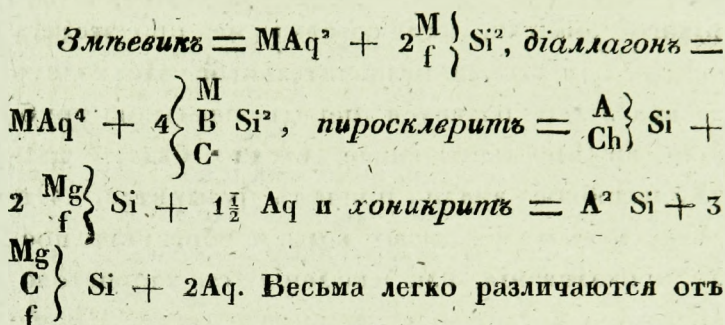 Змѣевикъ = MAq² + 2 M f } Si², діаллагонъ =
MAq⁴ + 4 { M B C Si², пиросклеритъ = A Ch } Si +
2 Mg f } Si + 1½ Aq и хоникритъ = A² Si + 3
Mg C f } Si + 2Aq. Весьма легко различаются отъ